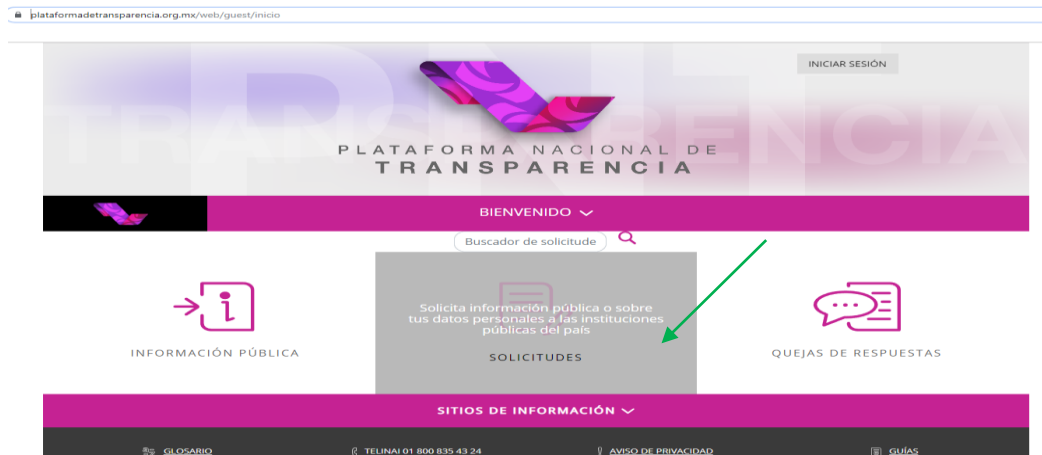 plataformadetransparencia.org.mx/web/guest/inicio
PNT
TRANSPARENCIA
INICIAR SESIÓN
PLATAFORMA NACIONAL DE
TRANSPARENCIA
BIENVENIDO
Buscador de solicitude
Solicita información pública o sobre
tus datos personales a las instituciones
públicas del país
INFORMACIÓN PÚBLICA
SOLICITUDES
QUEJAS DE RESPUESTAS
SITIOS DE INFORMACIÓN
GLOSARIO
TELINAI 01 800 835 43 24
AVISO DE PRIVACIDAD
GUÍAS